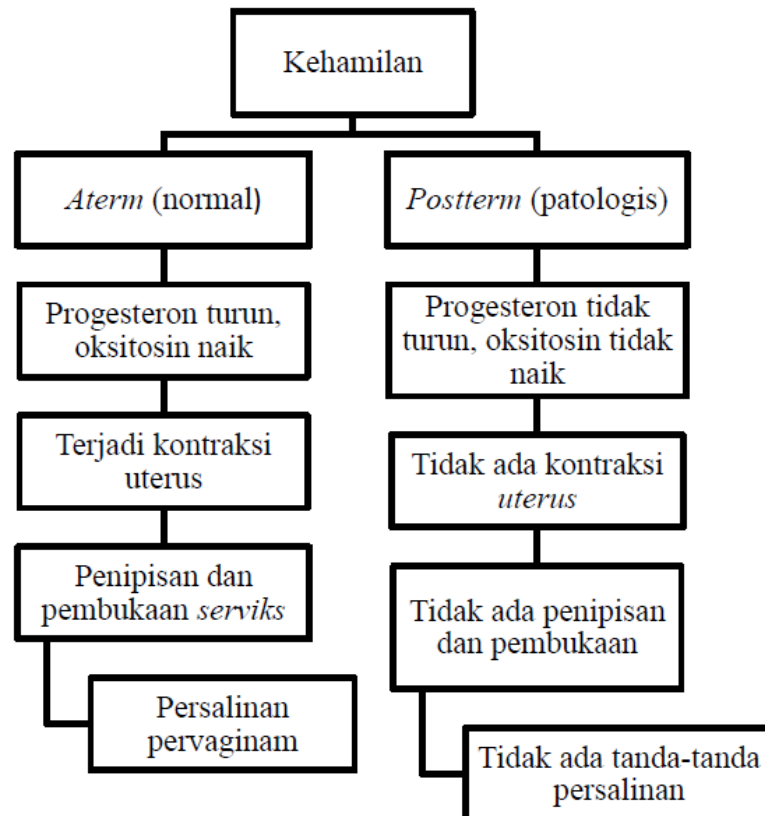 Kehamilan
Aterm (normal)
Progesteron turun,
oksitosin naik
Terjadi kontraksi
uterus
Penipisan dan
pembukaan serviks
Persalinan
pervaginam
Postterm (patologis)
Progesteron tidak
turun, oksitosin tidak
naik
Tidak ada kontraksi
uterus
Tidak ada penipisan
dan pembukaan
Tidak ada tanda-tanda
persalinan